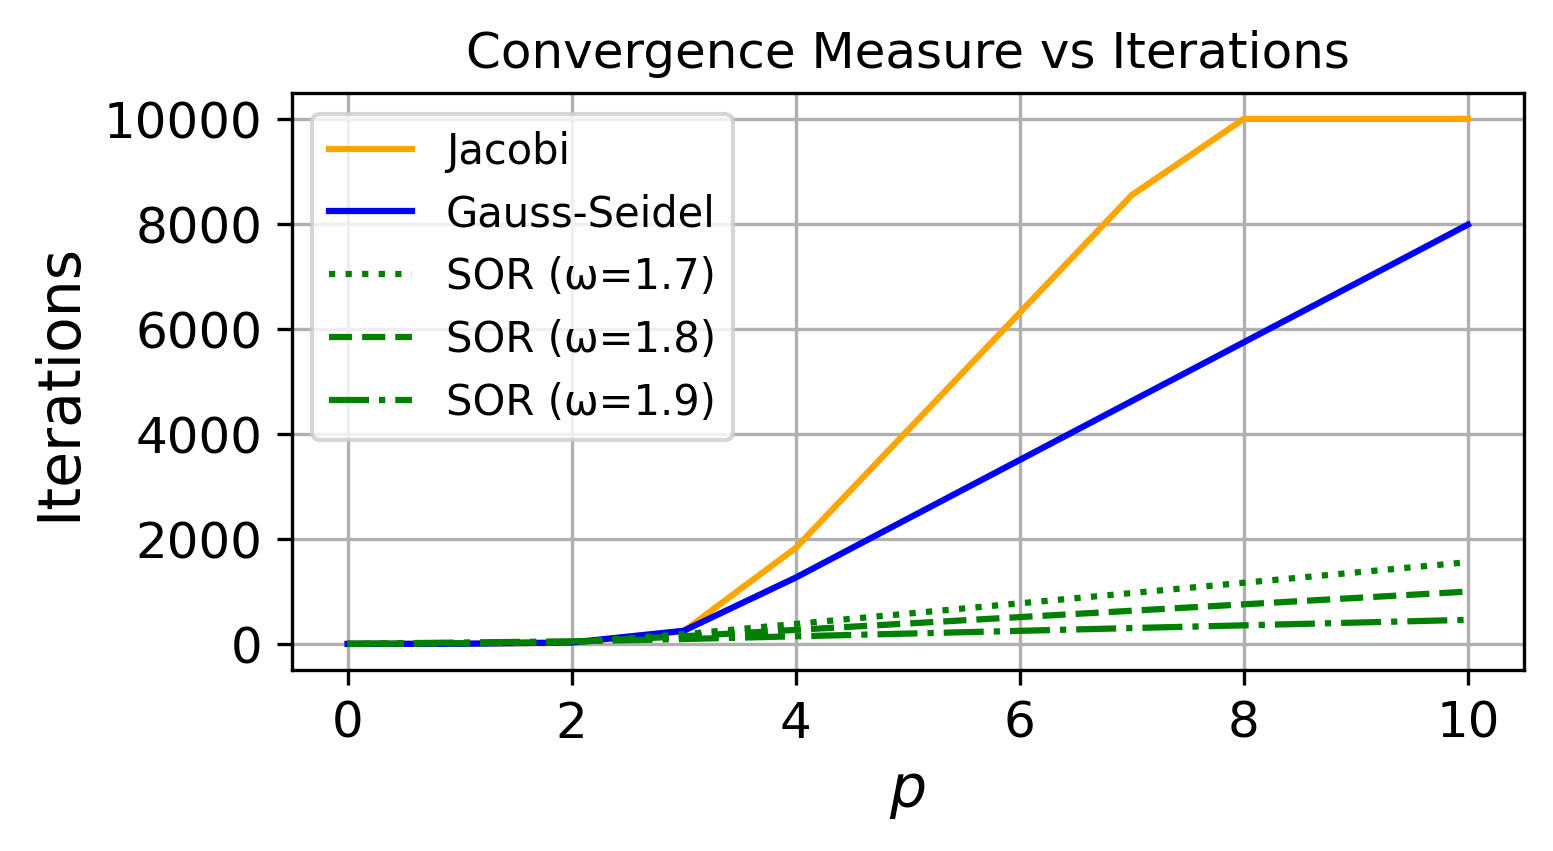 Convergence Measure vs Iterations
10000
8000
6000
4000
2000
0
Iterations
Jacobi
Gauss-Seidel
SOR (ω=1.7)
SOR (ω=1.8)
SOR (ω=1.9)
0 2 4 6 8 10
p